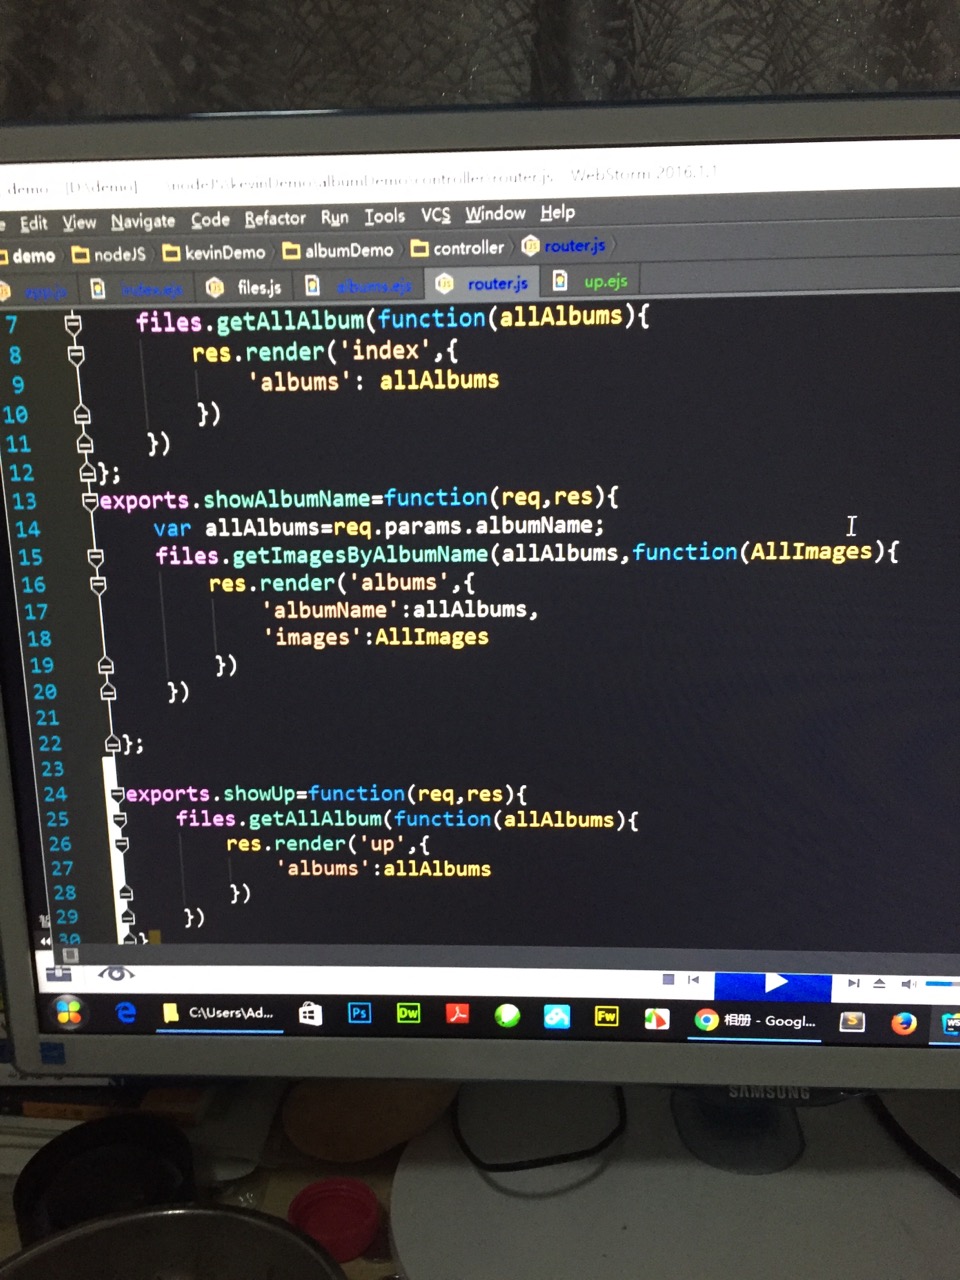 demo [D:\demo] ...\nodeJS\kevinDemo\albumDemo\controller\router.js - WebStorm 2016.1.1
Edit View Navigate Code Refactor Run Tools VCS Window Help
demo nodeJS kevinDemo albumDemo controller router.js
app.js index.ejs files.js albums.ejs router.js up.ejs
7 files.getAllAlbum(function(allAlbums){
8 res.render('index',{
9 'albums': allAlbums
10 })
11 })
12 };
13 exports.showAlbumName=function(req,res){
14 var allAlbums=req.params.albumName;
15 files.getImagesByAlbumName(allAlbums,function(AllImages){
16 res.render('albums',{
17 'albumName':allAlbums,
18 'images':AllImages
19 })
20 })
21
22 };
23
24 exports.showUp=function(req,res){
25 files.getAllAlbum(function(allAlbums){
26 res.render('up',{
27 'albums':allAlbums
28 })
29 })
30 }
C:\Users\Ad... Ps Dw Fw 相册 - Googl... S WS
SAMSUNG